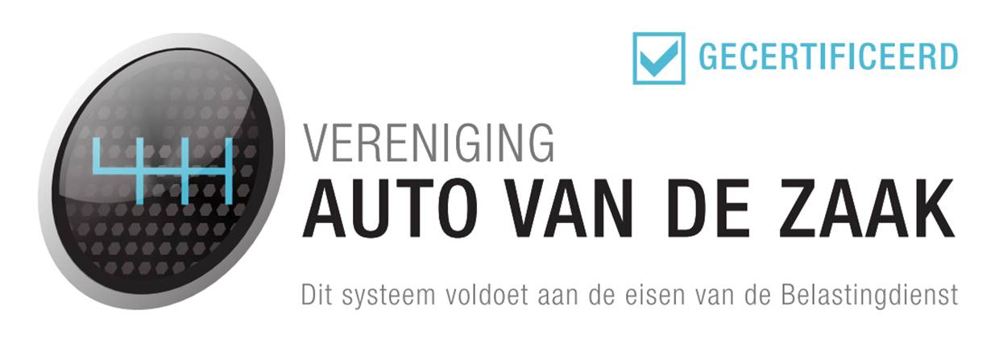 GECERTIFICEERD
VERENIGING
AUTO VAN DE ZAAK
Dit systeem voldoet aan de eisen van de Belastingdienst